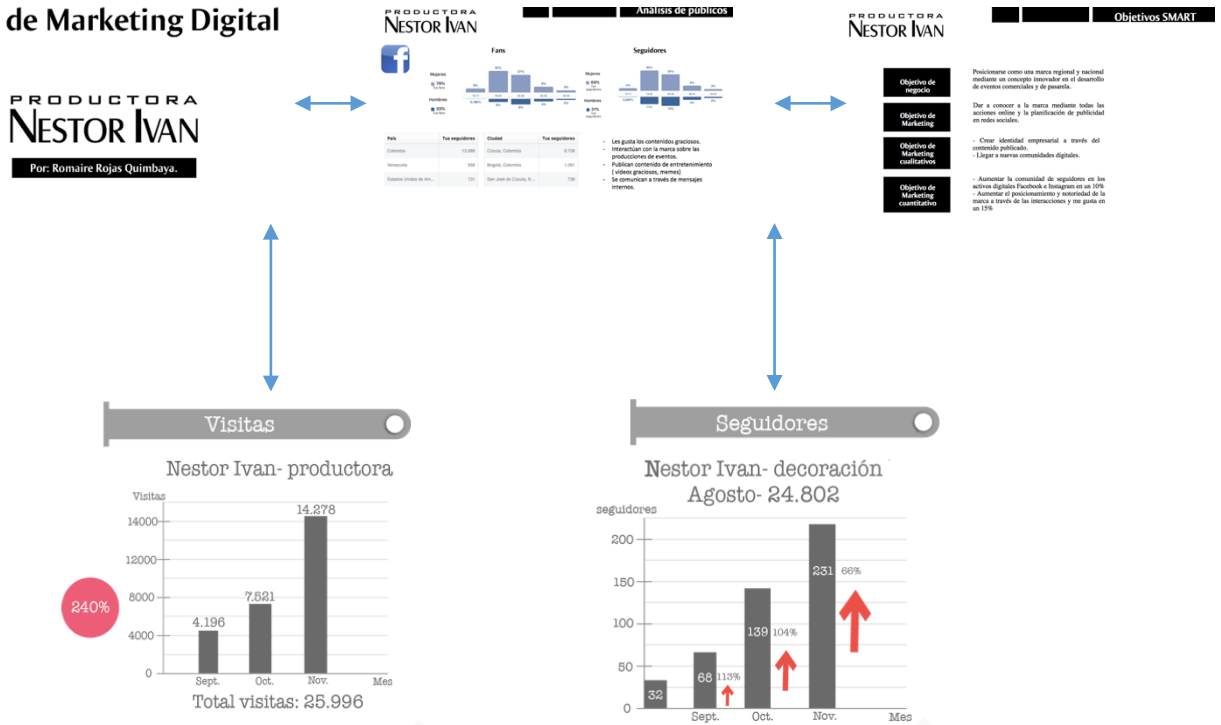 de Marketing Digital
PRODUCTORA
NESTOR IVAN
Por: Romaire Rojas Quimbaya.
PRODUCTORA
NESTOR IVAN
Análisis de públicos
Fans
Seguidores
Mujeres
Hombres
Mujeres
Hombres
País
Tus seguidores
Ciudad
Tus seguidores
Colombia
Cúcuta, Colombia
Venezuela
Bogotá, Colombia
Estados Unidos de Am...
San José de Cúcuta, N...
- Les gusta los contenidos graciosos.
- Interactúan con la marca sobre las
producciones de eventos.
- Publican contenido de entretenimiento
( videos graciosos, memes)
- Se comunican a través de mensajes
internos.
PRODUCTORA
NESTOR IVAN
Objetivos SMART
Objetivo de
negocio
Posicionarse como una marca regional y nacional
mediante un concepto innovador en el desarrollo
de eventos comerciales y de pasarela.
Objetivo de
Marketing
Dar a conocer a la marca mediante todas las
acciones online y la planificación de publicidad
en redes sociales.
Objetivo de
Marketing
cualitativos
- Crear identidad empresarial a través del
contenido publicado.
- Llegar a nuevas comunidades digitales.
Objetivo de
Marketing
cuantitativo
- Aumentar la comunidad de seguidores en los
activos digitales Facebook e Instagram en un 10%
- Aumentar el posicionamiento y notoriedad de la
marca a través de las interacciones y me gusta en
un 15%
Visitas
Nestor Ivan- productora
Visitas
14000
12000
8000
4000
0
4.196
7.521
14.278
240%
Sept.
Oct.
Nov.
Mes
Total visitas: 25.996
Seguidores
Nestor Ivan- decoración
Agosto- 24.802
seguidores
200
150
100
50
0
32
68
113%
139
104%
231
66%
Sept.
Oct.
Nov.
Mes